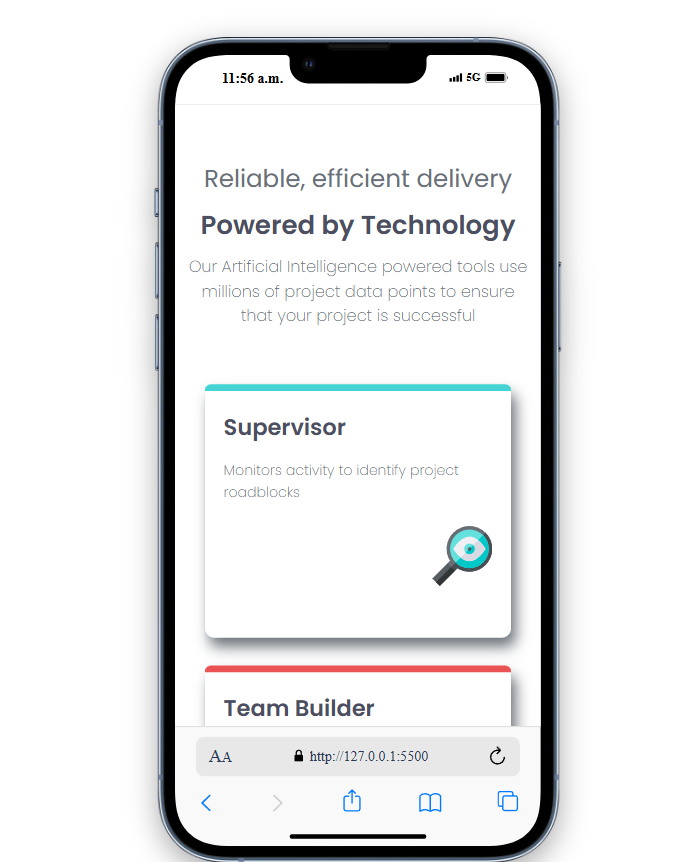 11:56 a.m.
5G
Reliable, efficient delivery
Powered by Technology
Our Artificial Intelligence powered tools use
millions of project data points to ensure
that your project is successful
Supervisor
Monitors activity to identify project
roadblocks
Team Builder
AA
http://127.0.0.1:5500